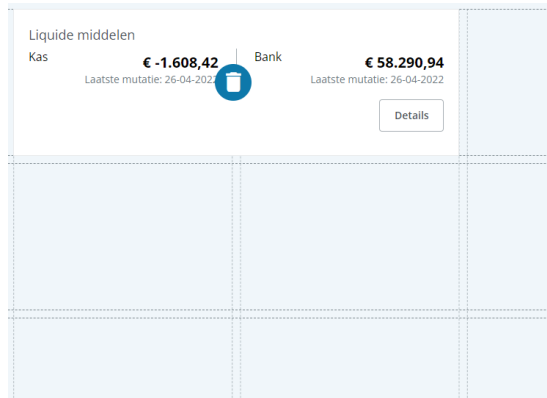 Liquide middelen
Kas
€ -1.608,42
Laatste mutatie: 26-04-2022
Bank
€ 58.290,94
Laatste mutatie: 26-04-2022
Details